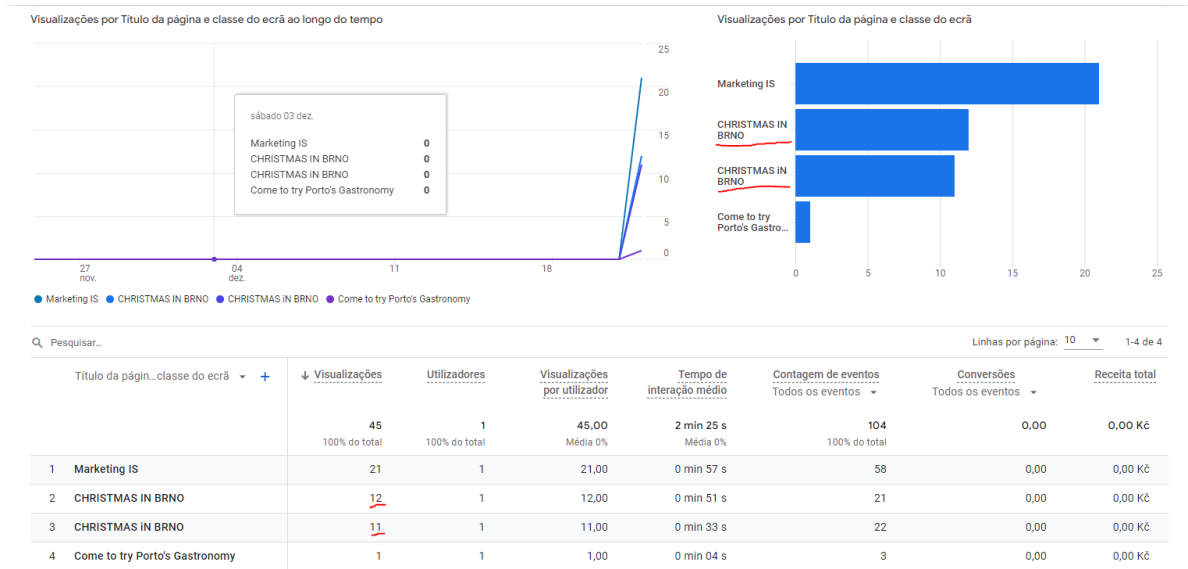 Visualizações por Título da página e classe do ecrã ao longo do tempo
25
20
15
10
5
0
sábado 03 dez.
Marketing IS 0
CHRISTMAS IN BRNO 0
CHRISTMAS iN BRNO 0
Come to try Porto's Gastronomy 0
27
nov.
04
dez.
11
18
Marketing IS CHRISTMAS IN BRNO CHRISTMAS iN BRNO Come to try Porto's Gastronomy
Visualizações por Título da página e classe do ecrã
Marketing IS
CHRISTMAS IN
BRNO
CHRISTMAS iN
BRNO
Come to try
Porto's Gastro...
0 5 10 15 20 25
Pesquisar...
Linhas por página: 10 1-4 de 4
Título da págin...classe do ecrã + ↓ Visualizações Utilizadores Visualizações por utilizador Tempo de interação médio Contagem de eventos Conversões Receita total
Todos os eventos Todos os eventos
45 1 45,00 2 min 25 s 104 0,00 0,00 Kč
100% do total 100% do total Média 0% Média 0% 100% do total
1 Marketing IS 21 1 21,00 0 min 57 s 58 0,00 0,00 Kč
2 CHRISTMAS IN BRNO 12 1 12,00 0 min 51 s 21 0,00 0,00 Kč
3 CHRISTMAS iN BRNO 11 1 11,00 0 min 33 s 22 0,00 0,00 Kč
4 Come to try Porto's Gastronomy 1 1 1,00 0 min 04 s 3 0,00 0,00 Kč